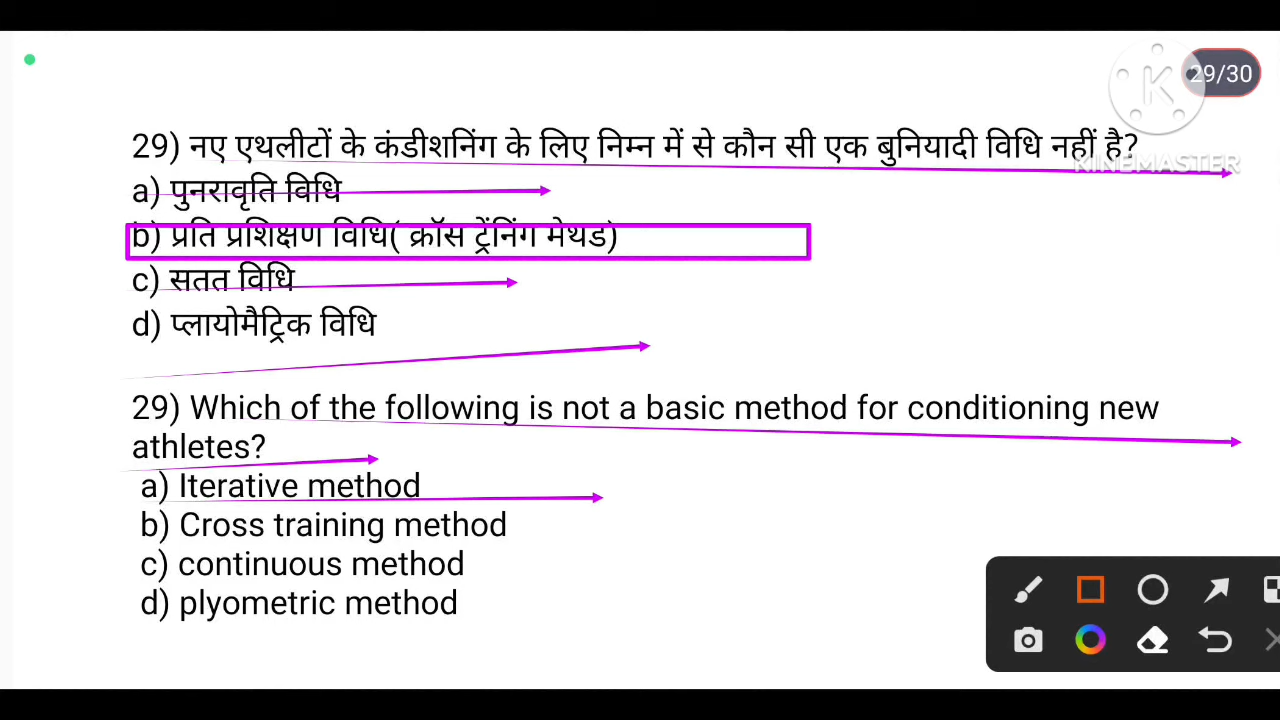 29/30
29) नए एथलीटों के कंडीशनिंग के लिए निम्न में से कौन सी एक बुनियादी विधि नहीं है?
KINEMASTER
a) पुनरावृति विधि
b) प्रति प्रशिक्षण विधि( क्रॉस ट्रेंनिंग मेथड)
c) सतत विधि
d) प्लायोमैट्रिक विधि
29) Which of the following is not a basic method for conditioning new
athletes?
a) Iterative method
b) Cross training method
c) continuous method
d) plyometric method